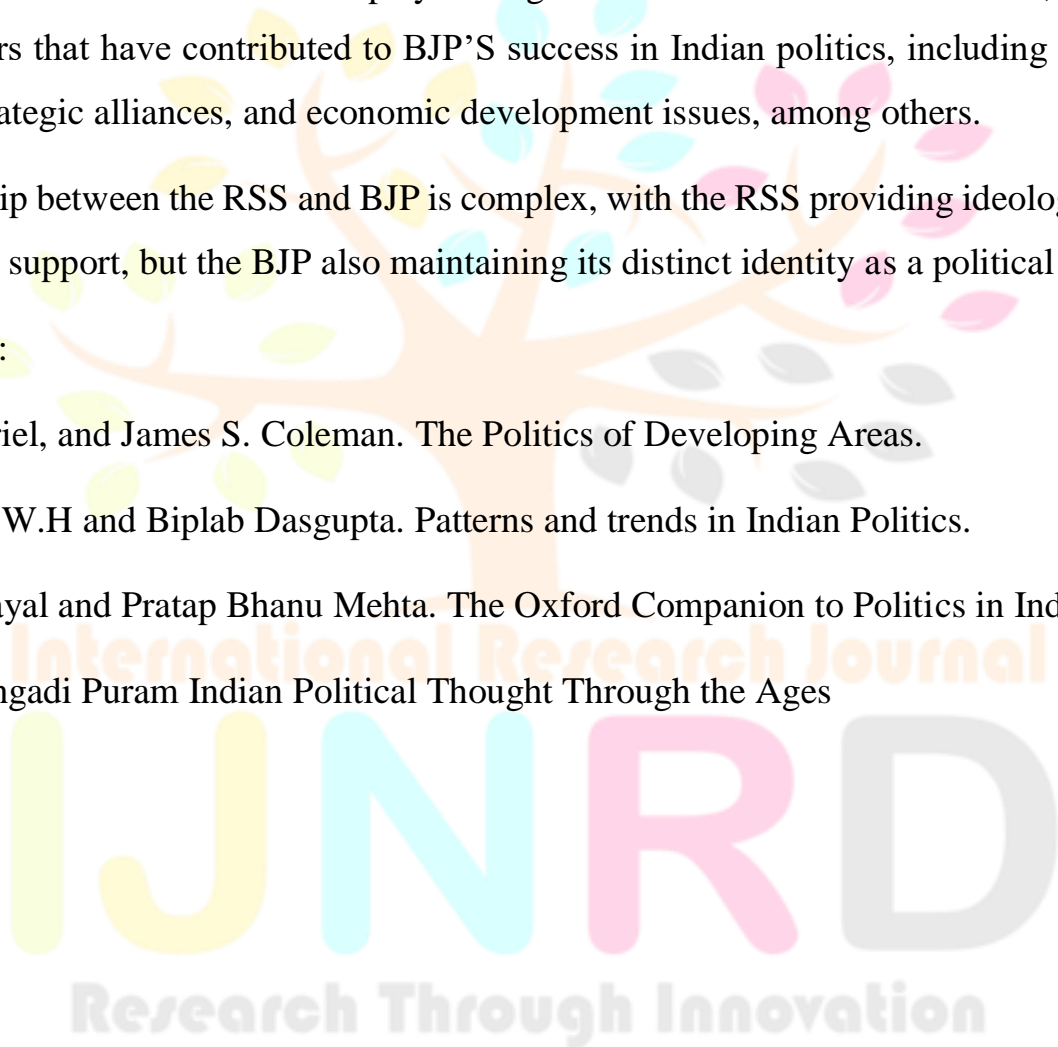 rs that have contributed to BJP’S success in Indian politics, including
ategic alliances, and economic development issues, among others.
ip between the RSS and BJP is complex, with the RSS providing ideolog
support, but the BJP also maintaining its distinct identity as a political
:
riel, and James S. Coleman. The Politics of Developing Areas.
W.H and Biplab Dasgupta. Patterns and trends in Indian Politics.
ayal and Pratap Bhanu Mehta. The Oxford Companion to Politics in Ind
International Research Journal
ngadi Puram Indian Political Thought Through the Ages
IJNRD
Research Through Innovation